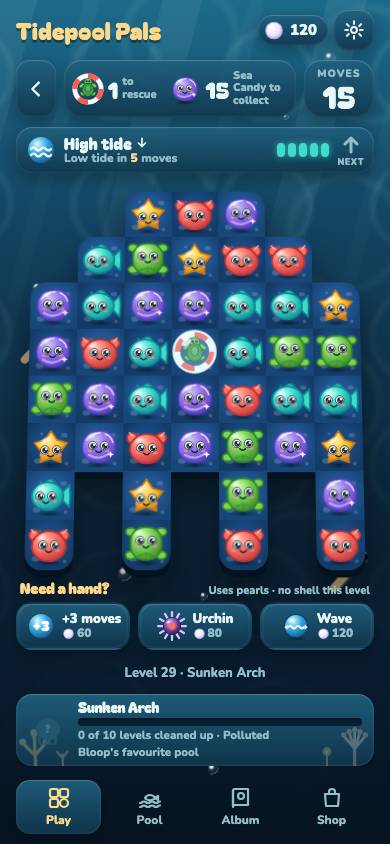 Tidepool Pals
120
1 to rescue
15 Sea Candy to collect
MOVES
15
High tide ↓
Low tide in 5 moves
NEXT
Need a hand?
Uses pearls · no shell this level
+3
+3 moves
60
Urchin
80
Wave
120
Level 29 · Sunken Arch
?
Sunken Arch
0 of 10 levels cleaned up · Polluted
Bloop's favourite pool
Play
Pool
Album
Shop